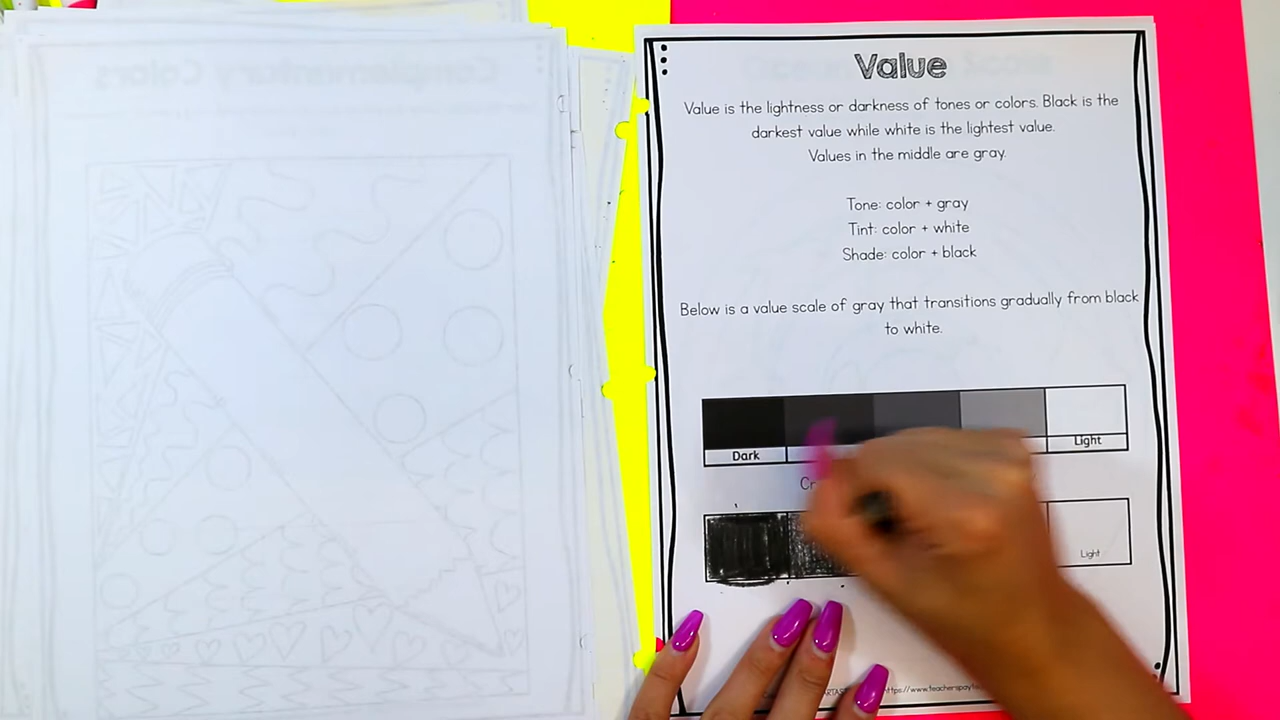 Complementary Colors
Value
Value is the lightness or darkness of tones or colors. Black is the
darkest value while white is the lightest value.
Values in the middle are gray.
Tone: color + gray
Tint: color + white
Shade: color + black
Below is a value scale of gray that transitions gradually from black
to white.
Dark
Light
Light